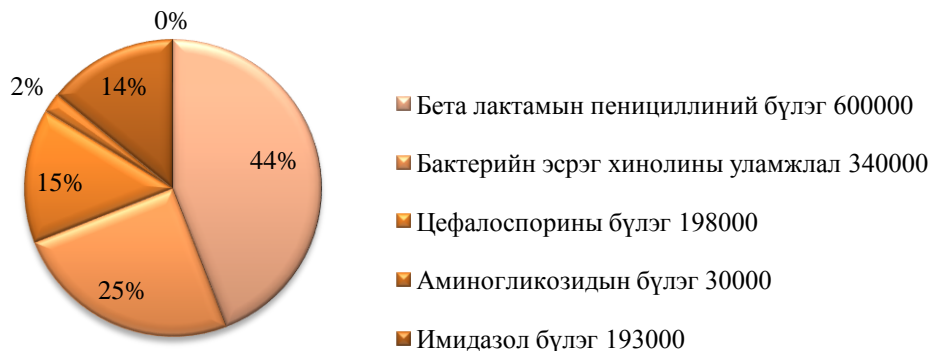 0%
2%
14%
44%
15%
25%
Бета лактамын пенициллиний бүлэг 600000
Бактерийн эсрэг хинолины уламжлал 340000
Цефалоспорины бүлэг 198000
Аминогликозидын бүлэг 30000
Имидазол бүлэг 193000